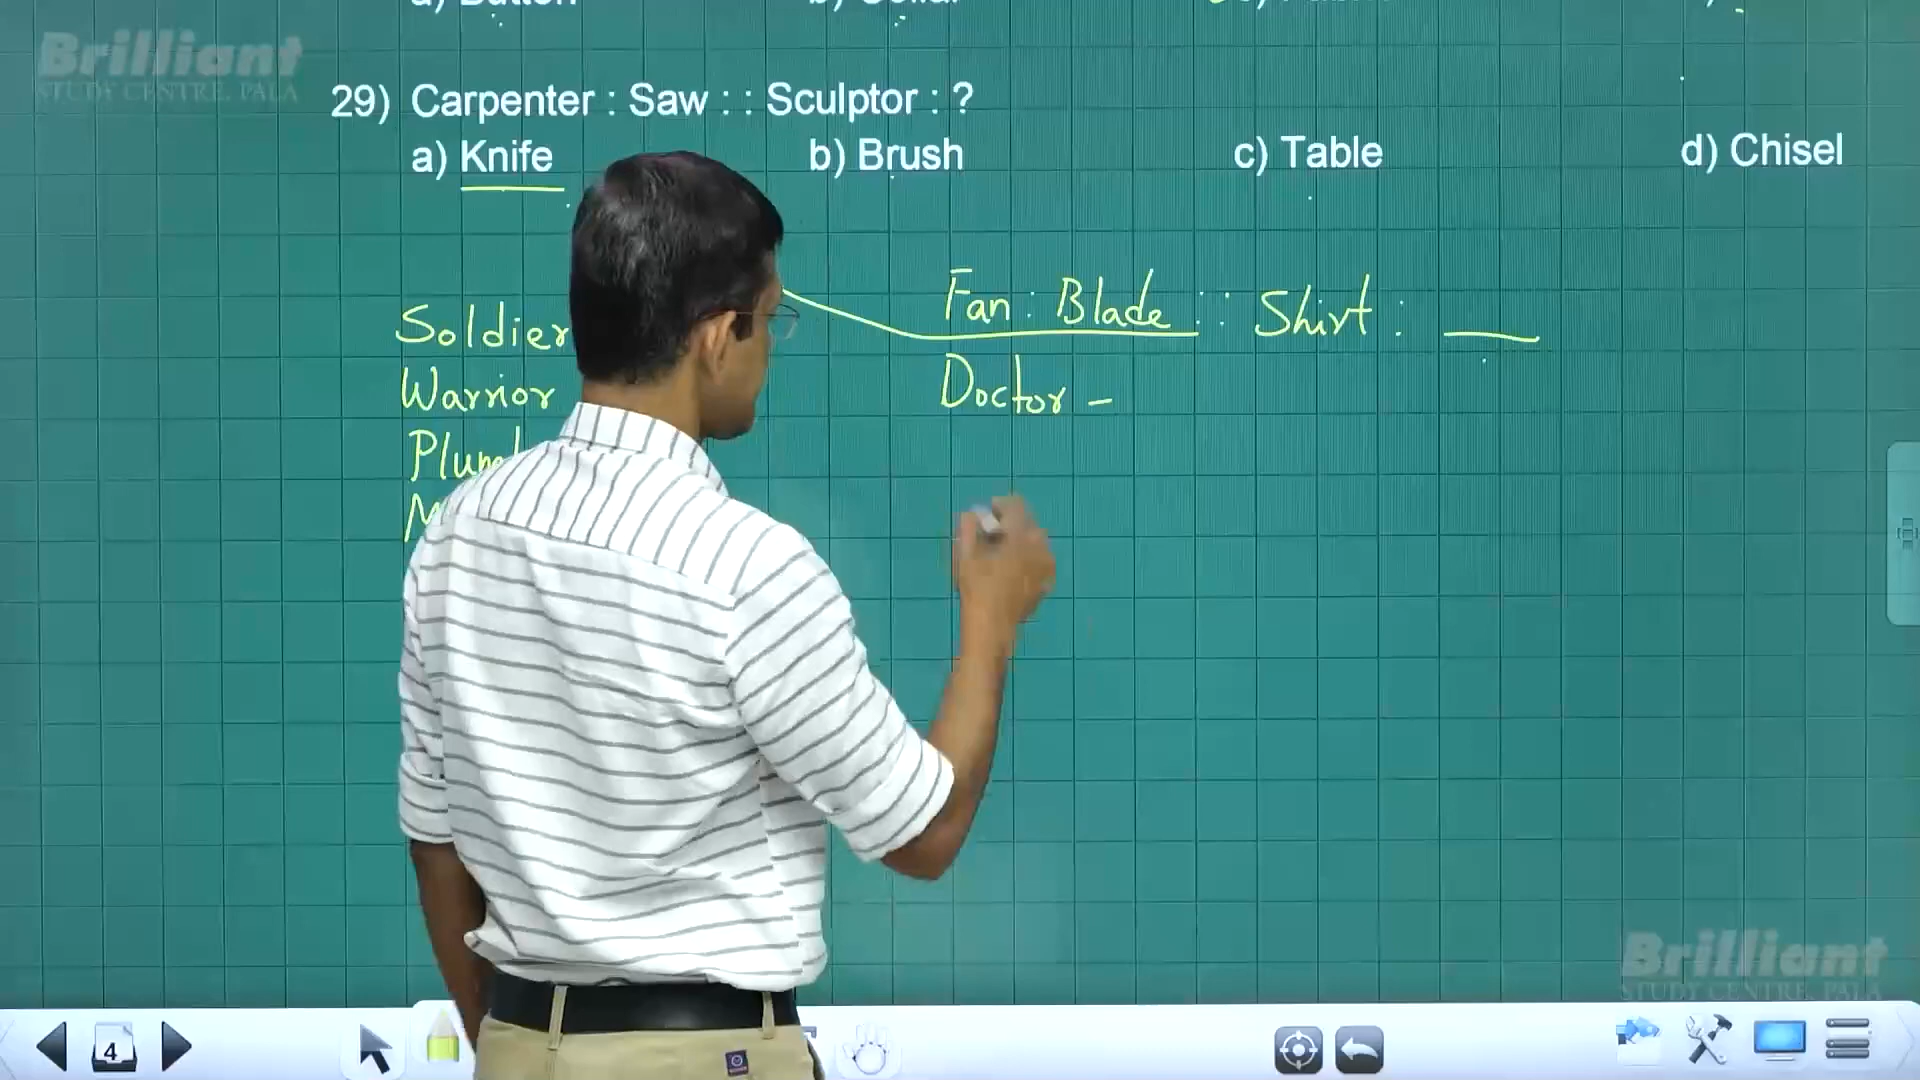 Brilliant
STUDY CENTRE, PALA
29) Carpenter : Saw : : Sculptor : ?
a) Knife b) Brush c) Table d) Chisel
Fan : Blade :: Shirt :
Soldier
Doctor -
Warrior
4
Brilliant
STUDY CENTRE, PALA